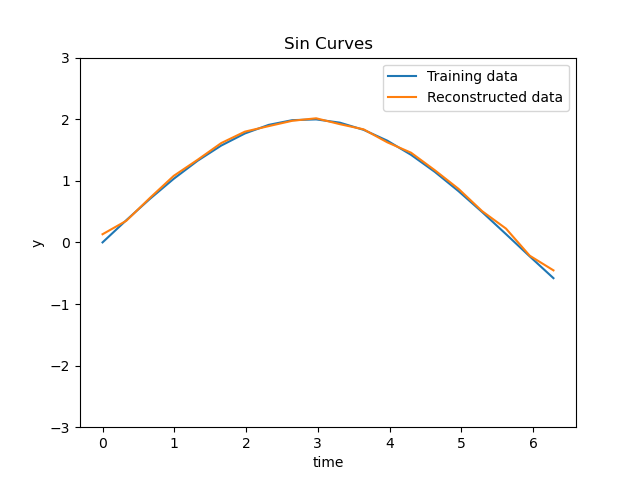 Sin Curves
Training data
Reconstructed data
3
2
1
0
−1
−2
−3
y
0 1 2 3 4 5 6
time